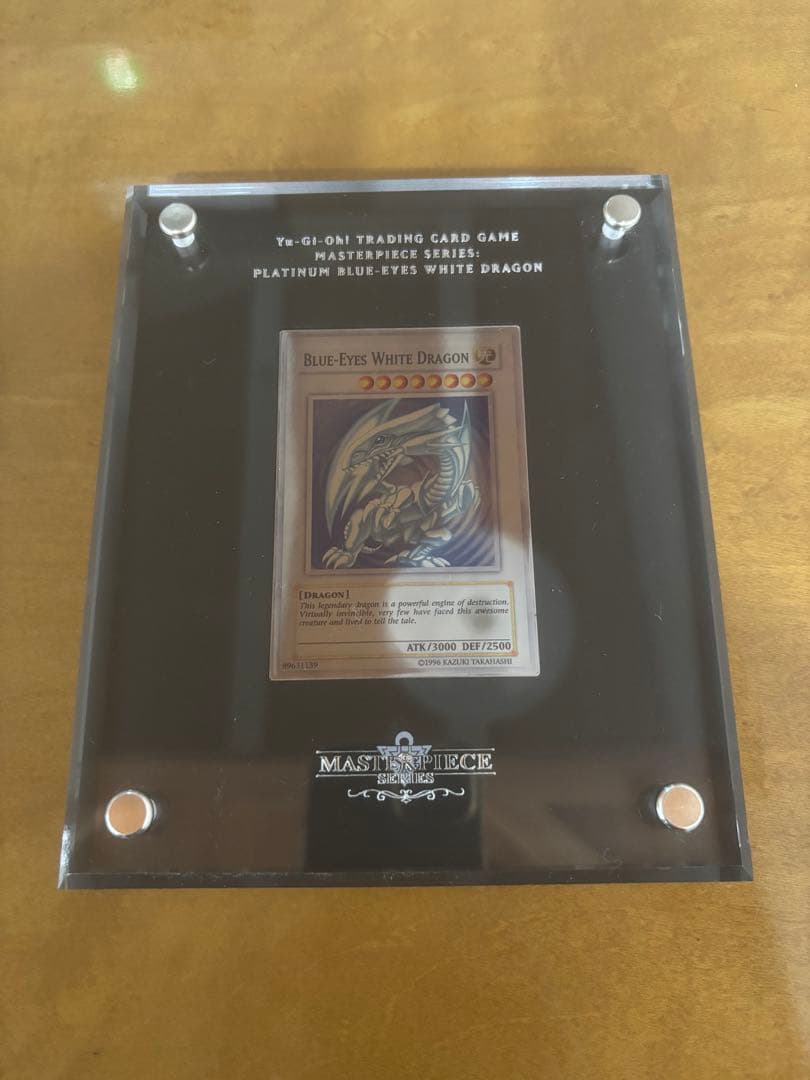 Yu-Gi-Oh! TRADING CARD GAME
MASTERPIECE SERIES:
PLATINUM BLUE-EYES WHITE DRAGON
BLUE-EYES WHITE DRAGON
[DRAGON]
This legendary dragon is a powerful engine of destruction.
Virtually invincible, very few have faced this awesome
creature and lived to tell the tale.
ATK/3000 DEF/2500
89631139
©1996 KAZUKI TAKAHASHI
MASTERPIECE
SERIES